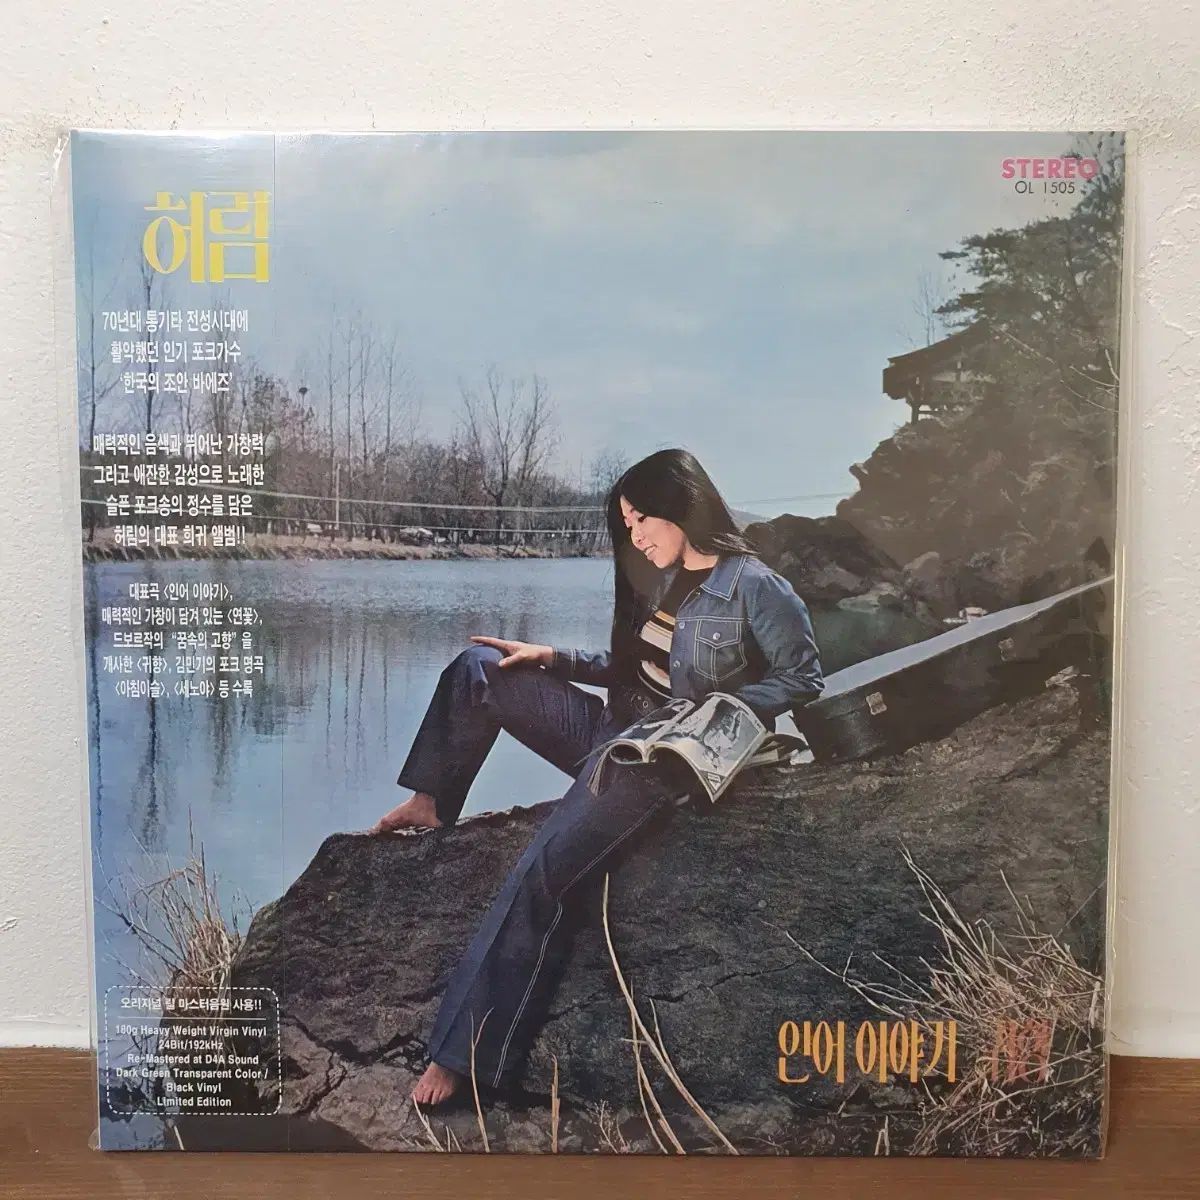 허림
70년대 통기타 전성시대에
활약했던 인기 포크가수
'한국의 조안 바에즈'
매력적인 음색과 뛰어난 가창력
그리고 애잔한 감성으로 노래한
슬픈 포크송의 정수를 담은
허림의 대표 희귀 앨범!!
대표곡 <인어 이야기>,
매력적인 가창이 담겨 있는 <연꽃>,
드보르작의 "꿈속의 고향"을
개사한 <귀향>, 김민기의 포크 명곡
<아침이슬>, <세노야> 등 수록
오리지널 릴 마스터음원 사용!!
180g Heavy Weight Virgin Vinyl
24Bit/192kHz
Re-Mastered at D4A Sound
Dark Green Transparent Color /
Black Vinyl
Limited Edition
STEREO
OL 1505
인어 이야기